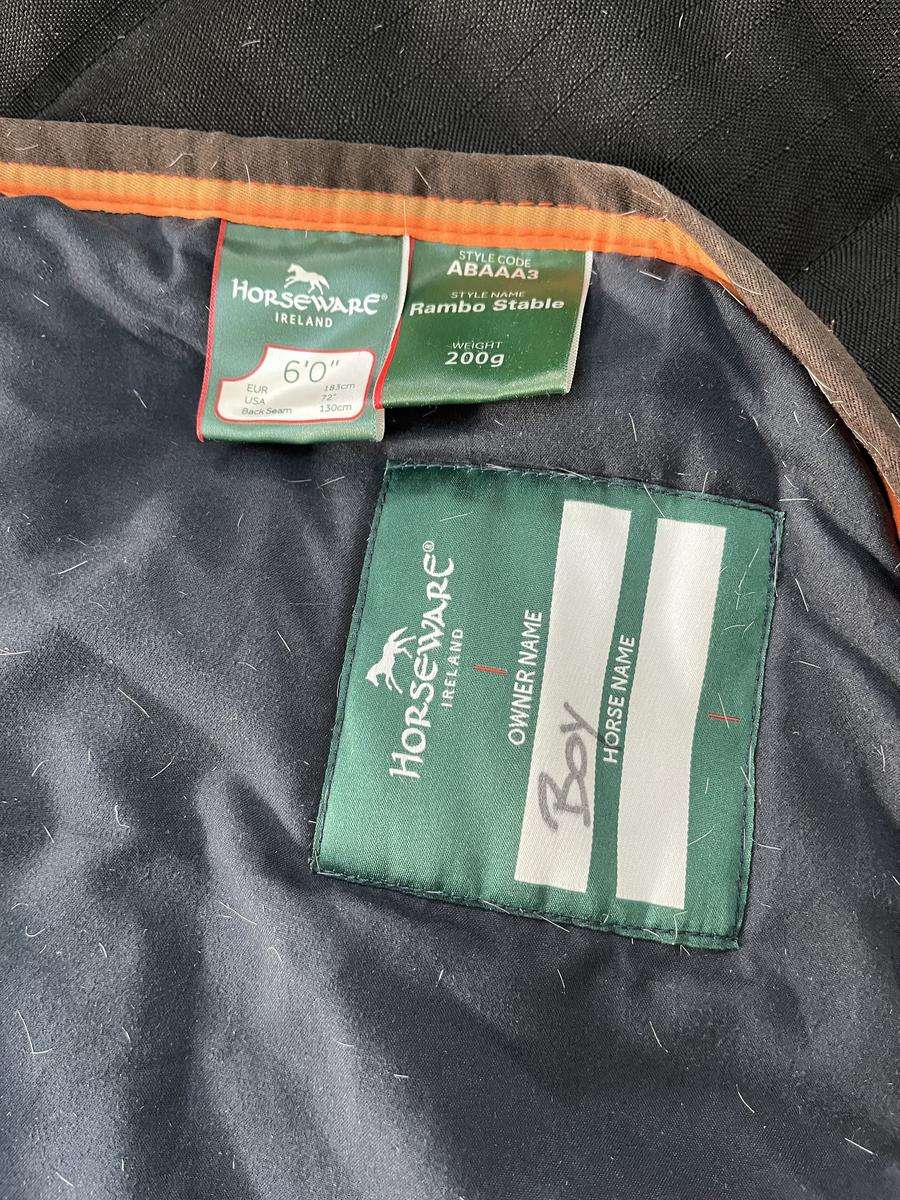 HORSEWARE®
IRELAND
6'0"
EUR 183cm
USA 72"
Back Seam 130cm
STYLE CODE
ABAAA3
STYLE NAME
Rambo Stable
WEIGHT
200g
HORSEWARE®
IRELAND
OWNER NAME
Boy
HORSE NAME